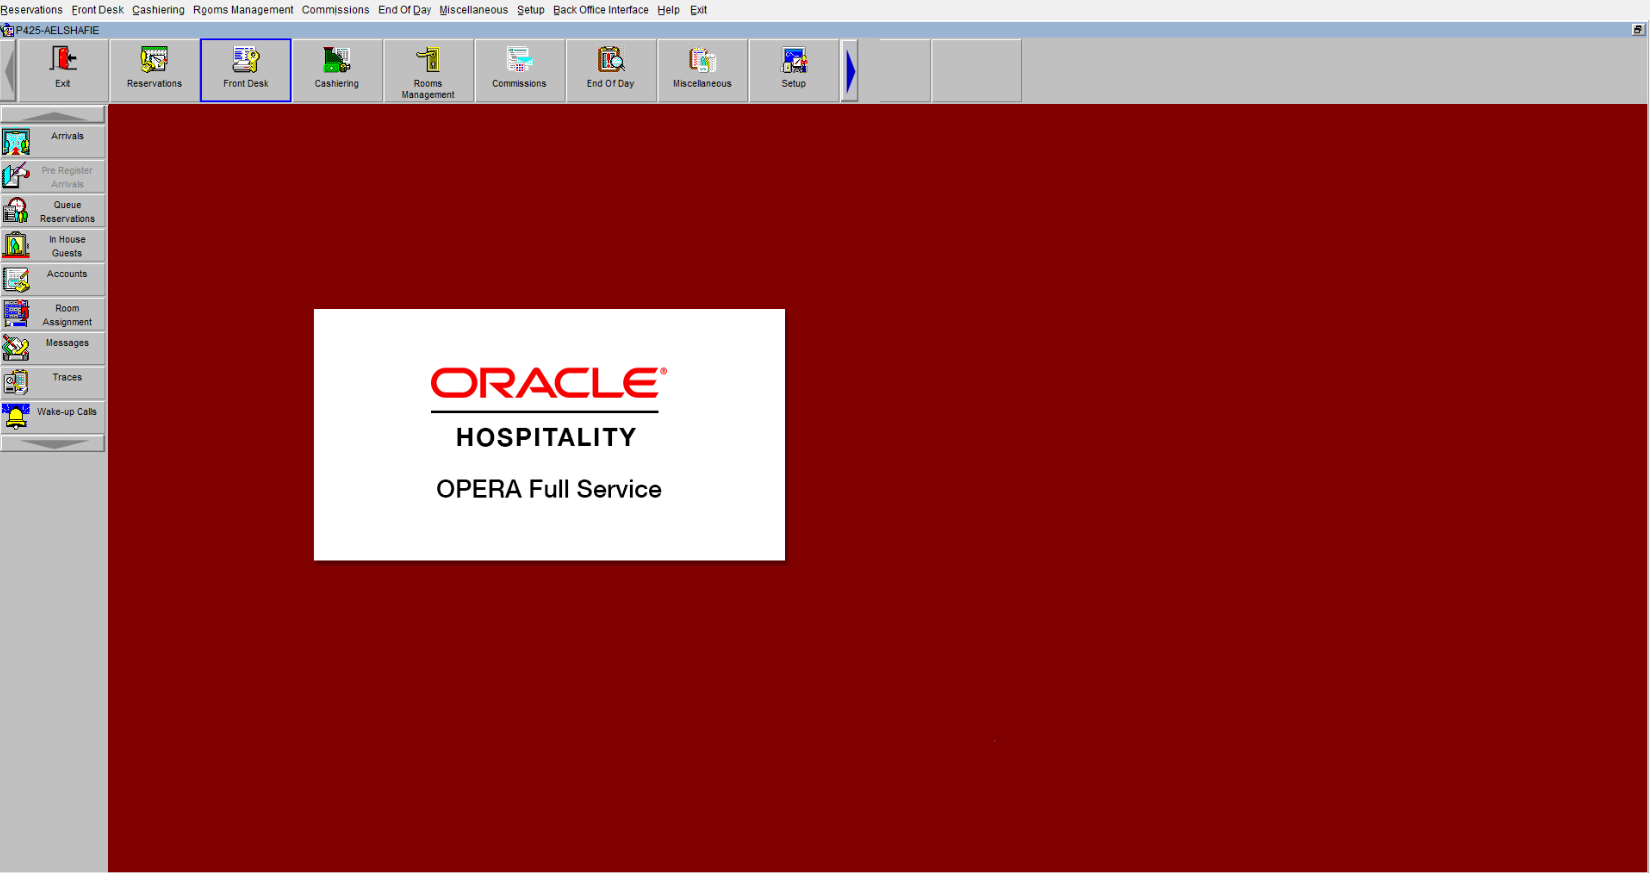 Reservations Front Desk Cashiering Rooms Management Commissions End Of Day Miscellaneous Setup Back Office Interface Help Exit
P425-AELSHAFIE
Exit
Reservations
Front Desk
Cashiering
Rooms
Management
Commissions
End Of Day
Miscellaneous
Setup
Arrivals
Pre Register
Arrivals
Queue
Reservations
In House
Guests
Accounts
Room
Assignment
Messages
Traces
Wake-up Calls
ORACLE®
HOSPITALITY
OPERA Full Service